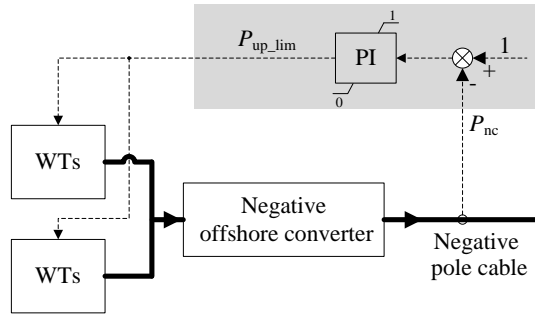 1
P_up_lim
PI
1
+
0
-
P_nc
WTs
Negative
offshore converter
WTs
Negative
pole cable